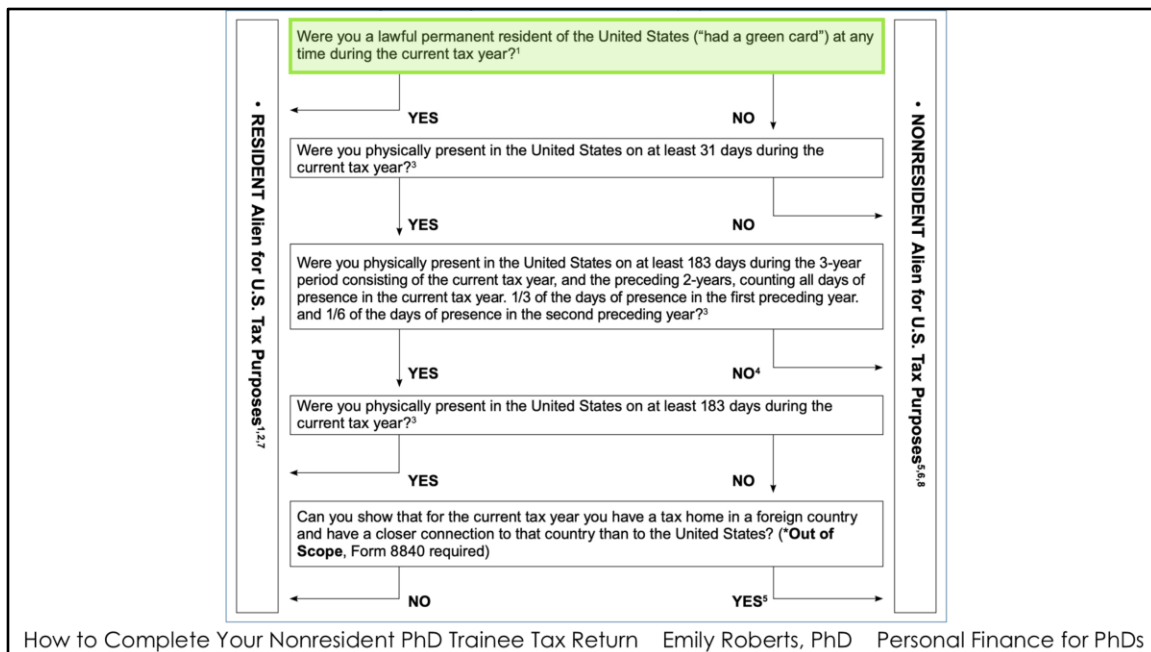 • RESIDENT Alien for U.S. Tax Purposes1,2,7
Were you a lawful permanent resident of the United States (“had a green card”) at any
time during the current tax year?1
YES
NO
Were you physically present in the United States on at least 31 days during the
current tax year?3
YES
NO
Were you physically present in the United States on at least 183 days during the 3-year
period consisting of the current tax year, and the preceding 2-years, counting all days of
presence in the current tax year. 1/3 of the days of presence in the first preceding year.
and 1/6 of the days of presence in the second preceding year?3
YES
NO4
Were you physically present in the United States on at least 183 days during the
current tax year?3
YES
NO
Can you show that for the current tax year you have a tax home in a foreign country
and have a closer connection to that country than to the United States? (*Out of
Scope, Form 8840 required)
NO
YES5
• NONRESIDENT Alien for U.S. Tax Purposes5,6,8
How to Complete Your Nonresident PhD Trainee Tax Return Emily Roberts, PhD Personal Finance for PhDs